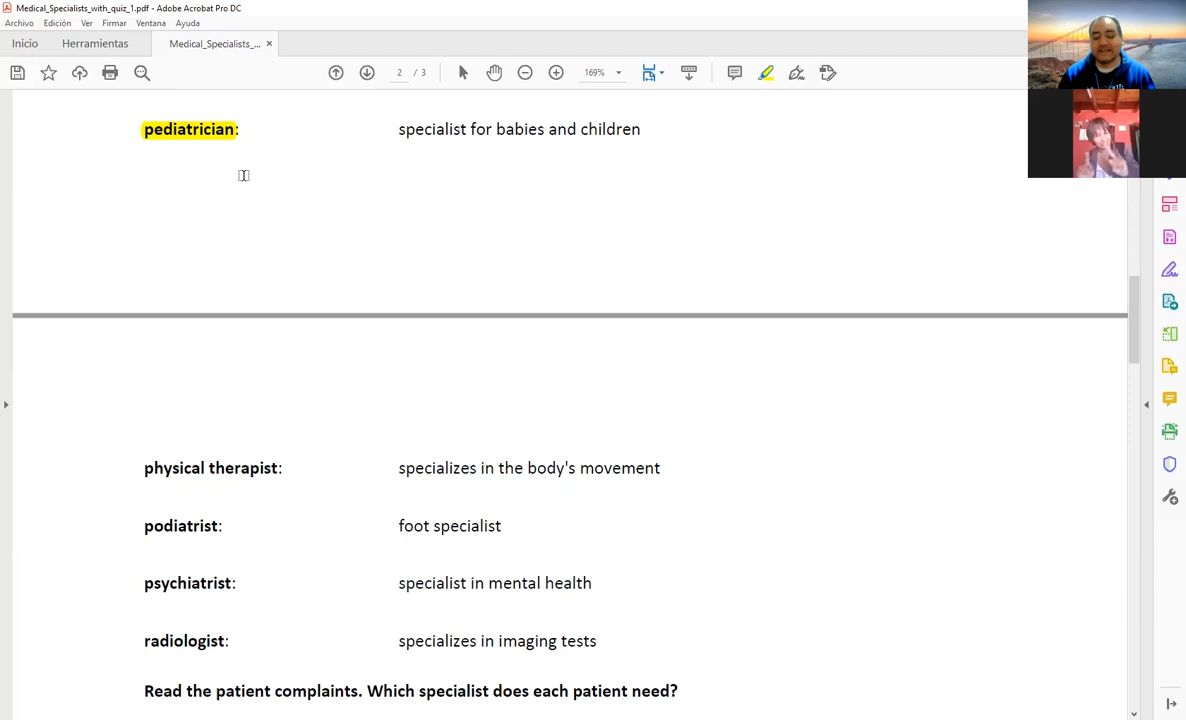 Medical_Specialists_with_quiz_1.pdf - Adobe Acrobat Pro DC
Archivo Edición Ver Firmar Ventana Ayuda
Inicio Herramientas Medical_Specialists_... ×
2 / 3 169%
pediatrician: specialist for babies and children
physical therapist: specializes in the body's movement
podiatrist: foot specialist
psychiatrist: specialist in mental health
radiologist: specializes in imaging tests
Read the patient complaints. Which specialist does each patient need?